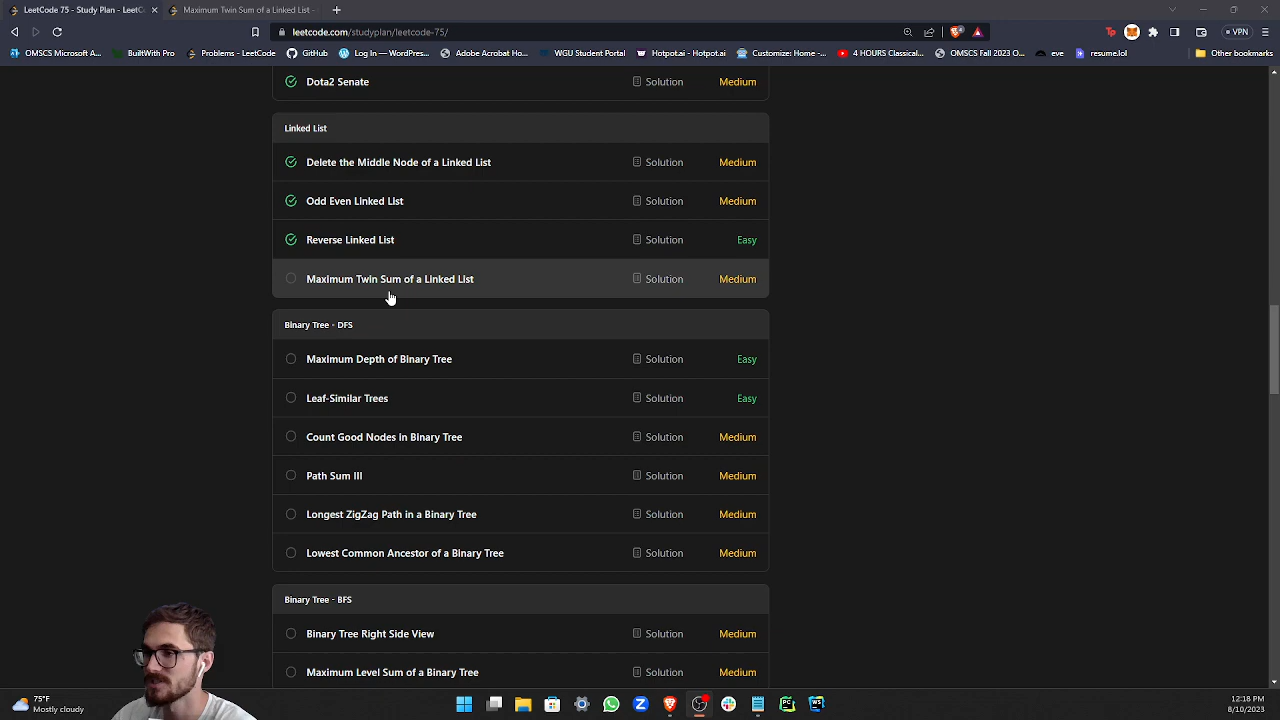 LeetCode 75 - Study Plan - LeetC
Maximum Twin Sum of a Linked List -
leetcode.com/studyplan/leetcode-75/
VPN
OMSCS Microsoft A...
BuiltWith Pro
Problems - LeetCode
GitHub
Log In ‹ WordPress...
Adobe Acrobat Ho...
WGU Student Portal
Hotpot.ai - Hotpot.ai
Customer Home -...
4 HOURS Classical...
OMSCS Fall 2023 O...
eve
resume.lol
Other bookmarks
Dota2 Senate Solution Medium
Linked List
Delete the Middle Node of a Linked List Solution Medium
Odd Even Linked List Solution Medium
Reverse Linked List Solution Easy
Maximum Twin Sum of a Linked List Solution Medium
Binary Tree - DFS
Maximum Depth of Binary Tree Solution Easy
Leaf-Similar Trees Solution Easy
Count Good Nodes in Binary Tree Solution Medium
Path Sum III Solution Medium
Longest ZigZag Path in a Binary Tree Solution Medium
Lowest Common Ancestor of a Binary Tree Solution Medium
Binary Tree - BFS
Binary Tree Right Side View Solution Medium
Maximum Level Sum of a Binary Tree Solution Medium
75°F
Mostly cloudy
12:18 PM
8/10/2023